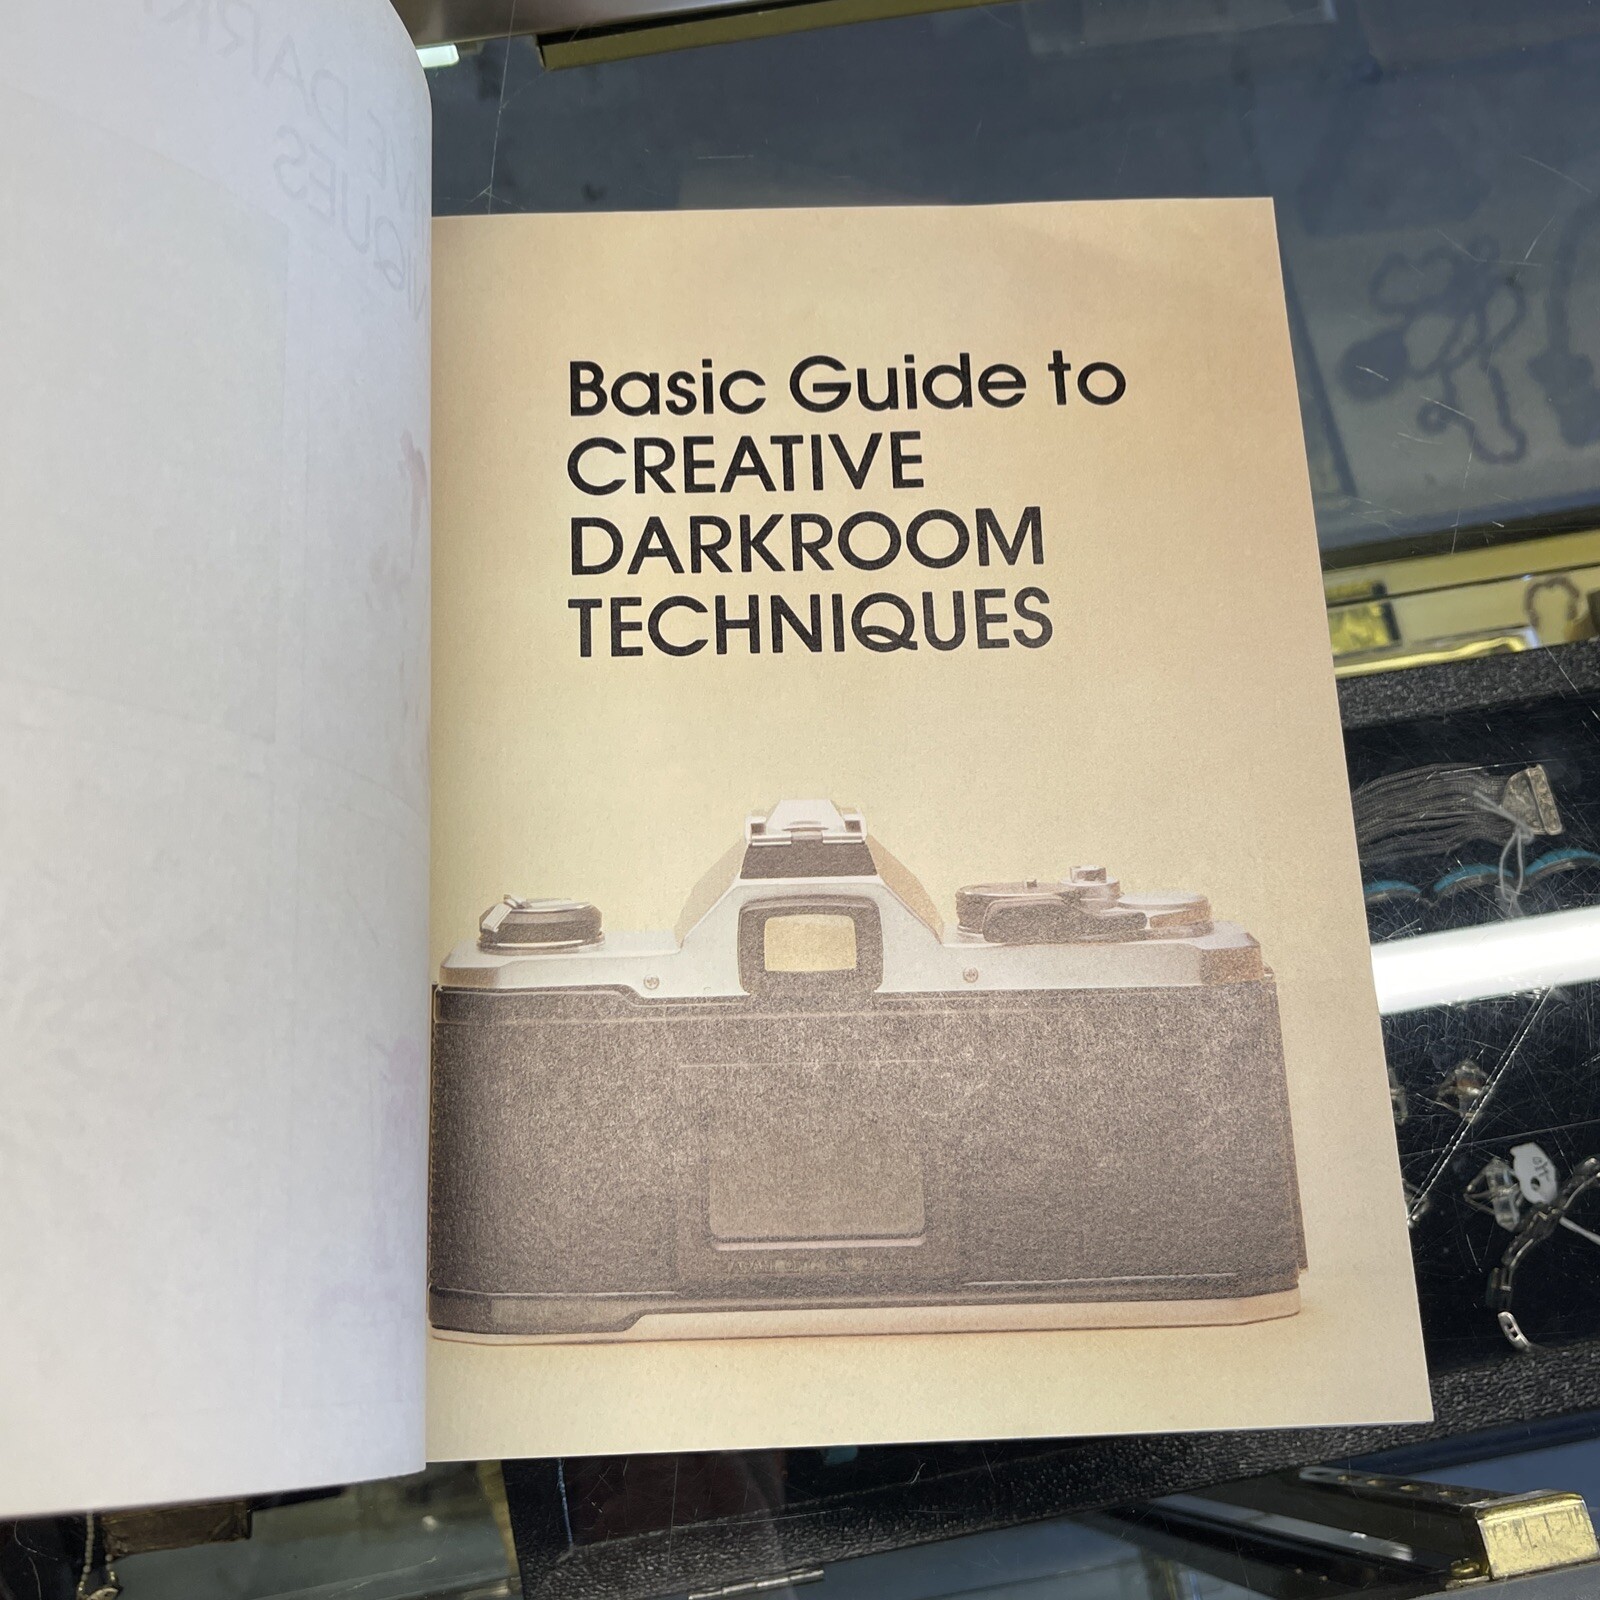 Basic Guide to
CREATIVE
DARKROOM
TECHNIQUES